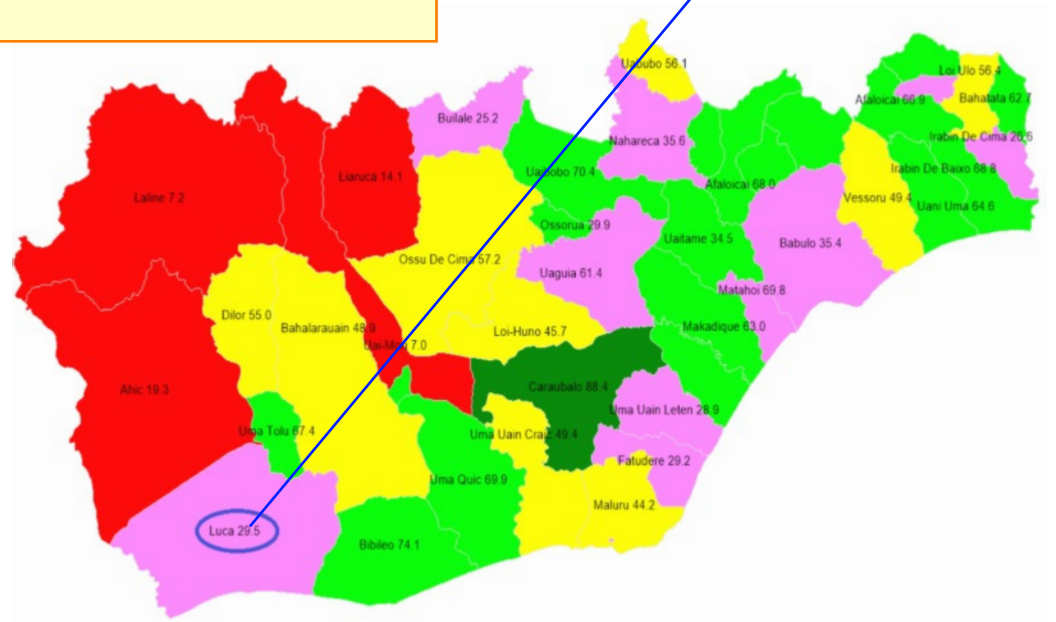 Uabubo 56.1
Loi Ulo 56.4
Afaloicai 66.9
Bahatata 62.7
Builale 25.2
Nahareca 35.6
Irabin De Cima 26.6
Uaibobo 70.4
Irabin De Baixo 68.8
Liaruca 14.1
Afaloicai 68.0
Laline 7.2
Vessoru 49.4
Uani Uma 64.6
Ossorua 29.9
Uaitame 34.5
Babulo 35.4
Ossu De Cima 57.2
Uaguia 61.4
Matahoi 69.8
Dilor 55.0
Bahalarauain 48.9
Makadique 63.0
Loi-Huno 45.7
Uai-Mori 7.0
Ahic 19.3
Caraubalo 88.4
Uma Uain Leten 28.9
Uma Tolu 67.4
Uma Uain Craic 49.4
Fatudere 29.2
Uma Quic 69.9
Maluru 44.2
Luca 29.5
Bibileo 74.1